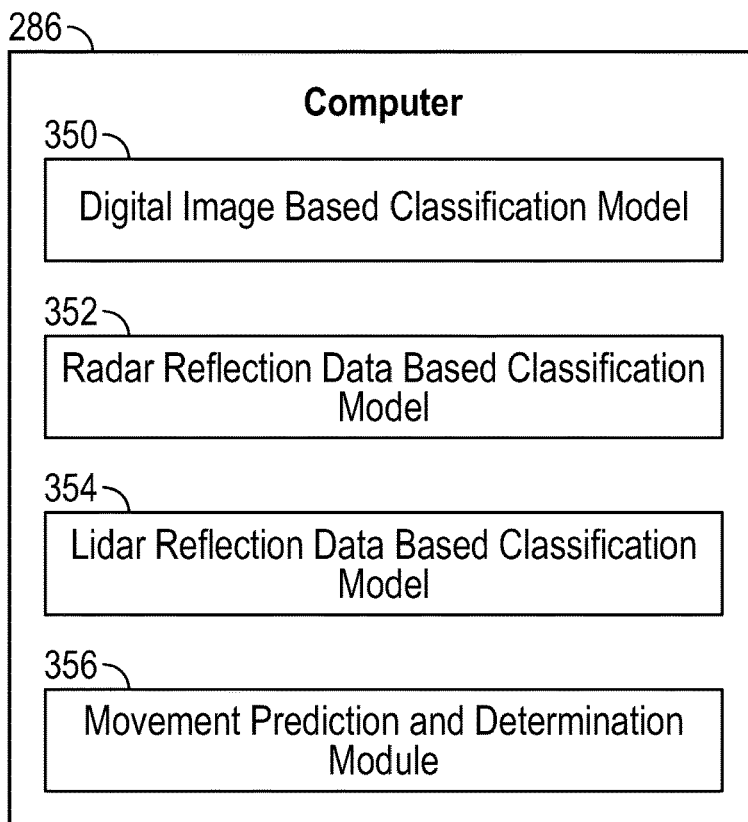 286
Computer
350
Digital Image Based Classification Model
352
Radar Reflection Data Based Classification
Model
354
Lidar Reflection Data Based Classification
Model
356
Movement Prediction and Determination
Module